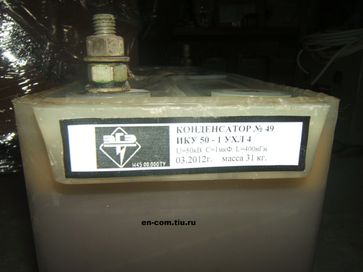 КОНДЕНСАТОР № 49
ИКУ 50 - 1 УХЛ 4
U=50кВ. C=1мкФ. L=400нГн
03.2012г. масса 31 кг.
en-com.tiu.ru